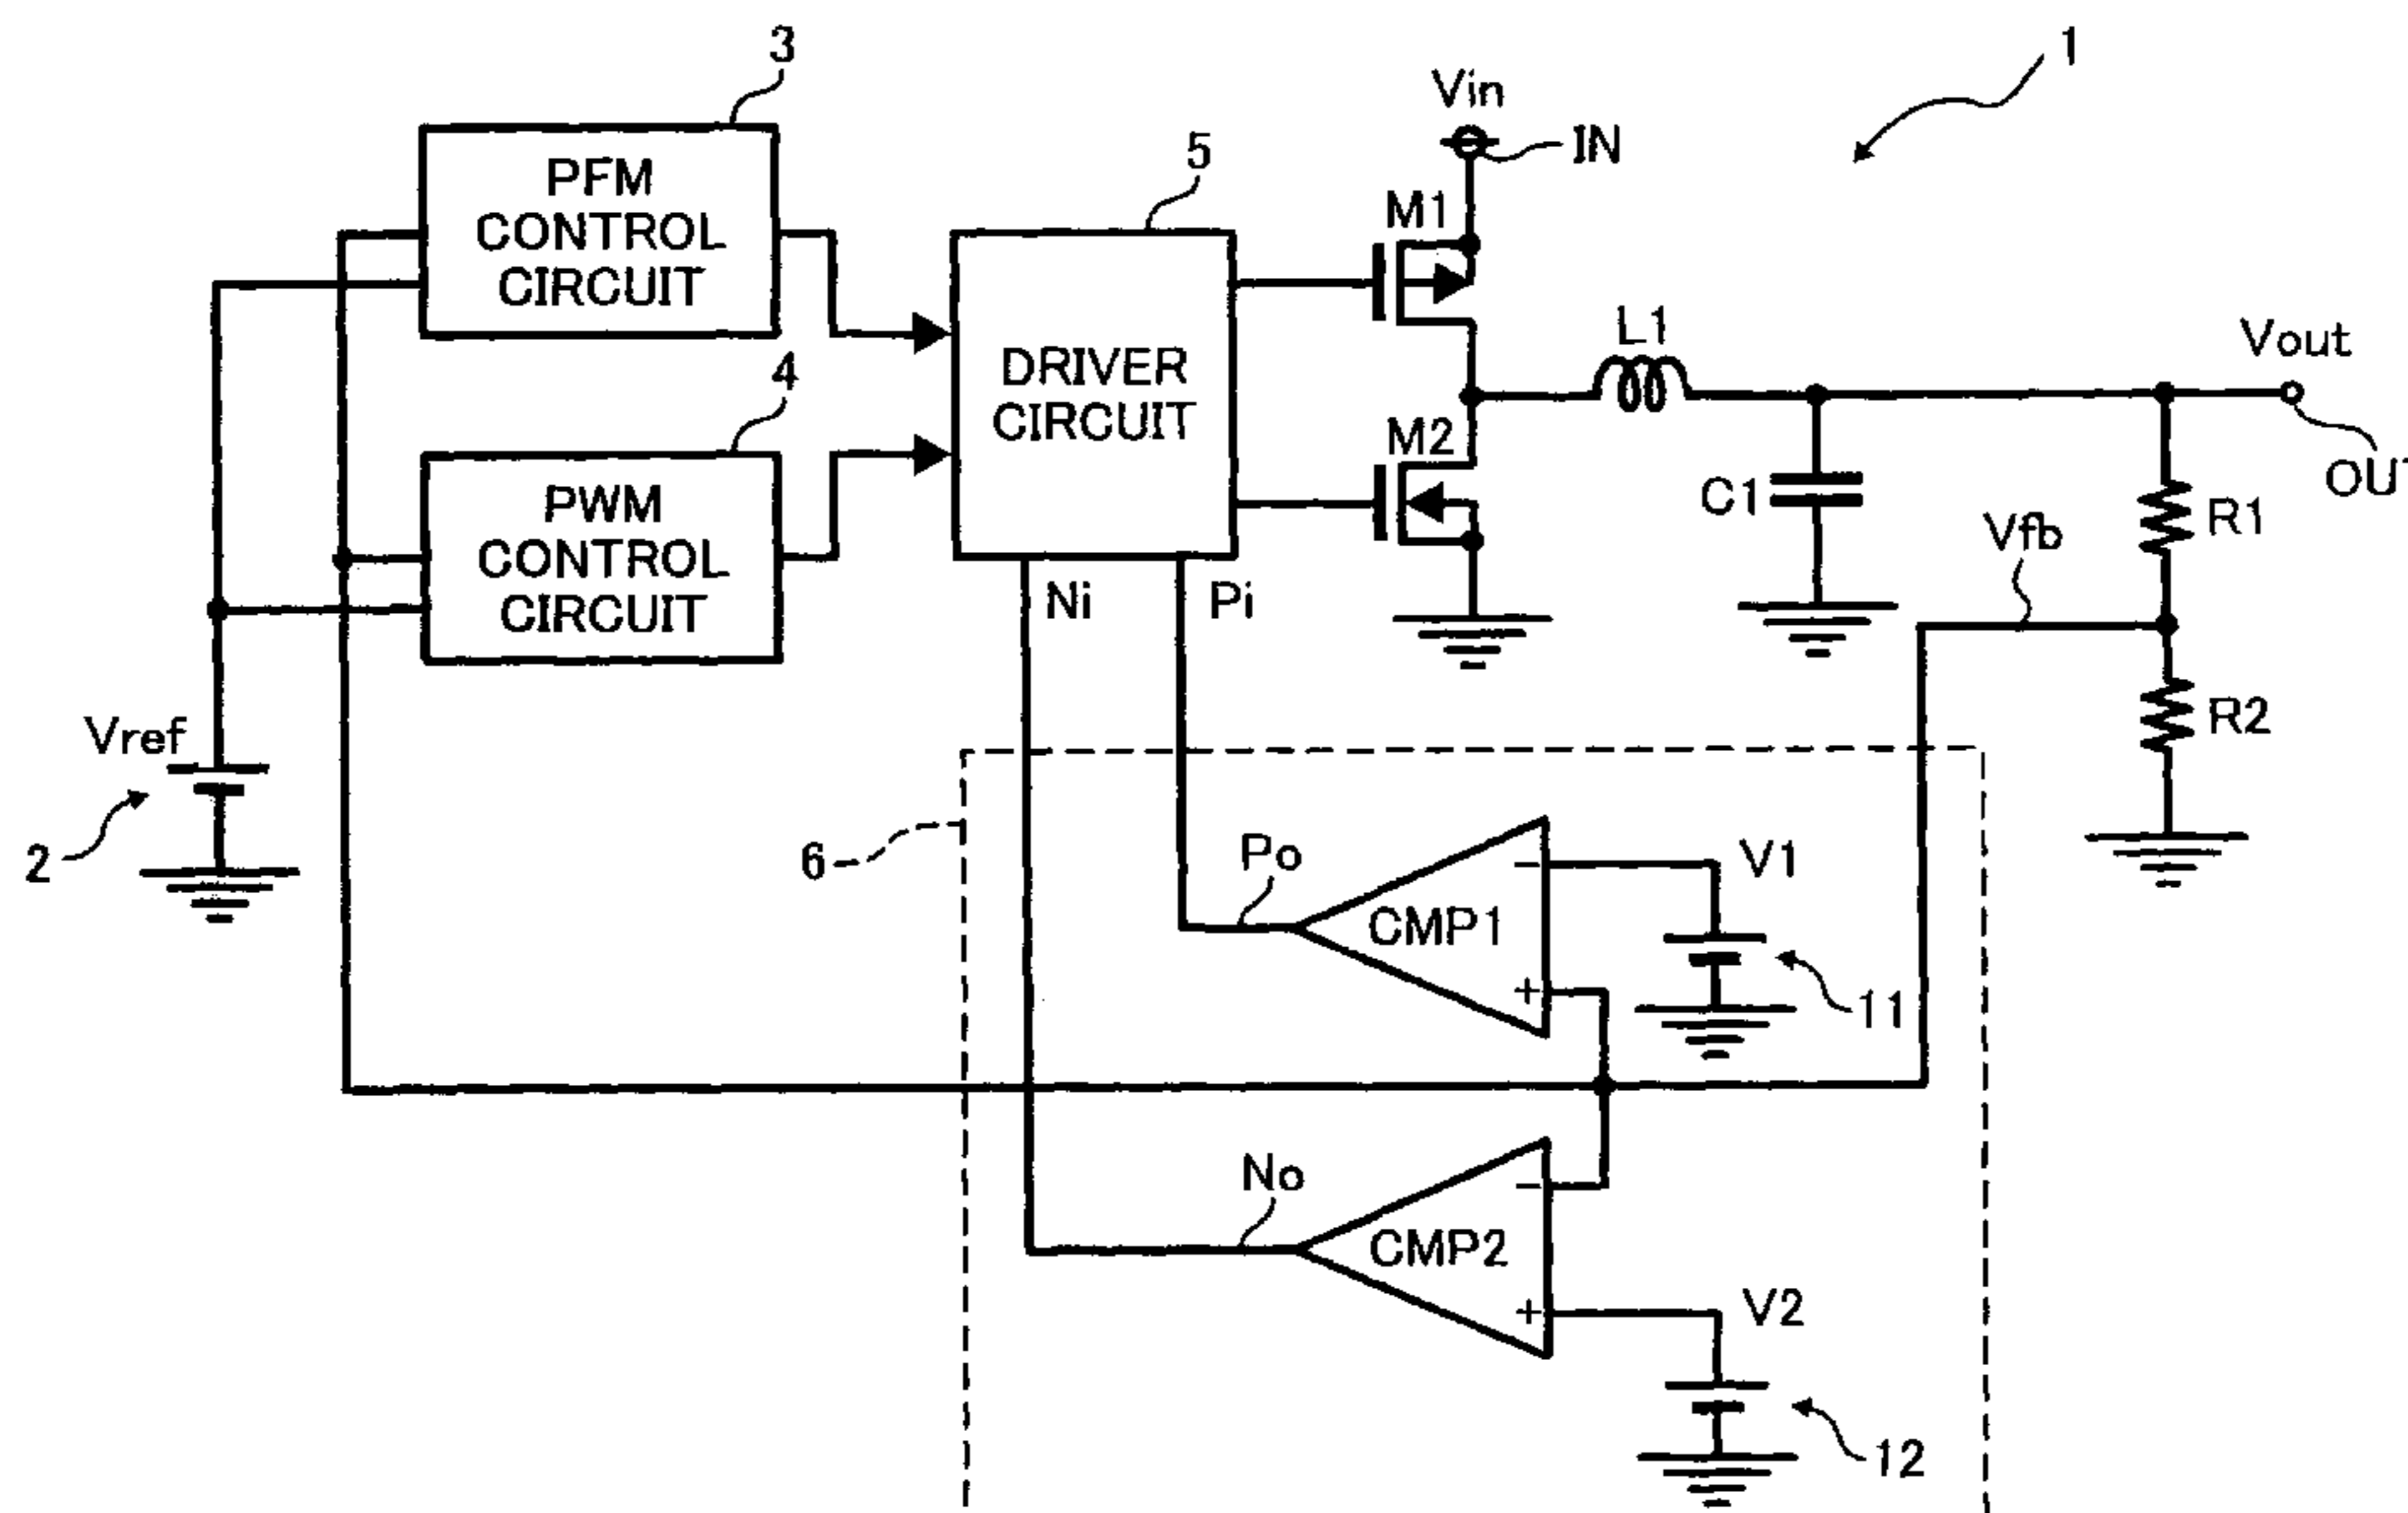 3
1
Vin
IN
PFM
CONTROL
CIRCUIT
5
M1
L1
Vout
DRIVER
CIRCUIT
4
M2
C1
OUT
R1
PWM
CONTROL
CIRCUIT
Vfb
Ni
Pi
R2
Vref
2
6
Po
V1
-
CMP1
+
11
No
-
CMP2
+
V2
12